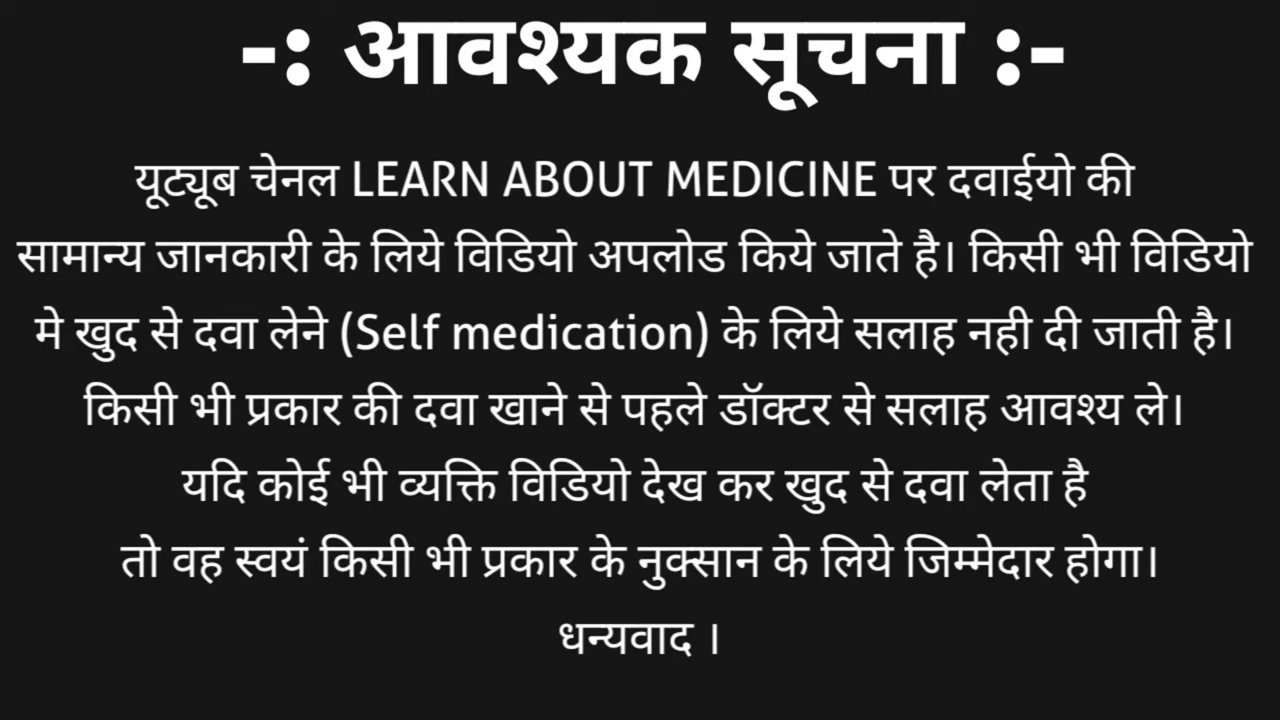 -: आवश्यक सूचना :-
यूट्यूब चेनल LEARN ABOUT MEDICINE पर दवाईयो की
सामान्य जानकारी के लिये विडियो अपलोड किये जाते है। किसी भी विडियो
मे खुद से दवा लेने (Self medication) के लिये सलाह नही दी जाती है।
किसी भी प्रकार की दवा खाने से पहले डॉक्टर से सलाह आवश्य ले।
यदि कोई भी व्यक्ति विडियो देख कर खुद से दवा लेता है
तो वह स्वयं किसी भी प्रकार के नुक्सान के लिये जिम्मेदार होगा।
धन्यवाद ।